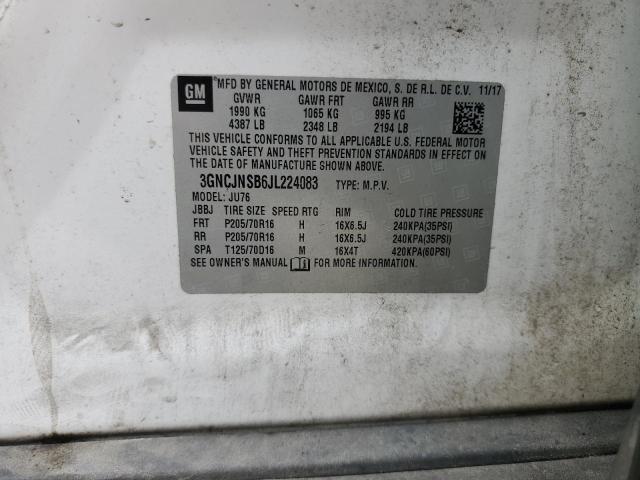 GM MFD BY GENERAL MOTORS DE MEXICO, S. DE R.L. DE C.V. 11/17
GVWR GAWR FRT GAWR RR
1990 KG 1065 KG 995 KG
4387 LB 2348 LB 2194 LB
THIS VEHICLE CONFORMS TO ALL APPLICABLE U.S. FEDERAL MOTOR
VEHICLE SAFETY AND THEFT PREVENTION STANDARDS IN EFFECT ON
THE DATE OF MANUFACTURE SHOWN ABOVE.
3GNCJNSB6JL224083 TYPE: M.P.V.
MODEL: JU76
JBBJ TIRE SIZE SPEED RTG RIM COLD TIRE PRESSURE
FRT P205/70R16 H 16X6.5J 240KPA(35PSI)
RR P205/70R16 H 16X6.5J 240KPA(35PSI)
SPA T125/70D16 M 16X4T 420KPA(60PSI)
SEE OWNER'S MANUAL FOR MORE INFORMATION.